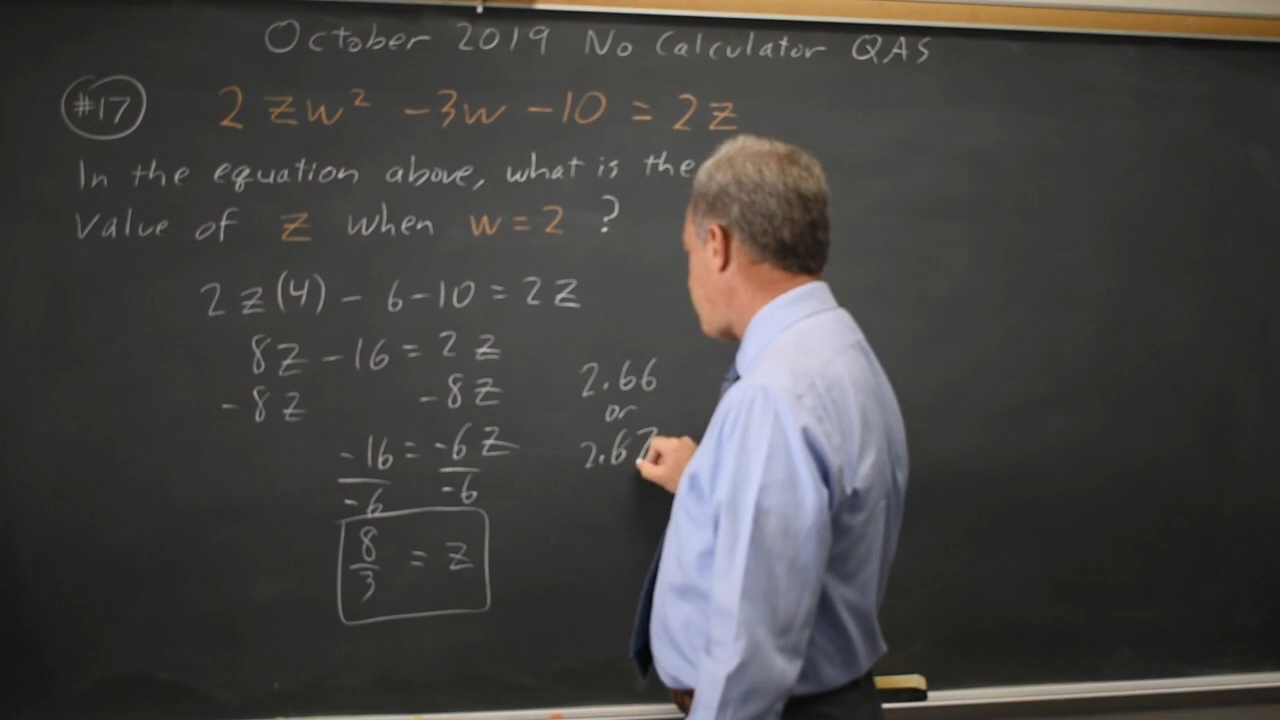 October 2019 No Calculator QAS
#17 2zw² -3w -10 = 2z
In the equation above, what is the
value of z when w=2 ?
2z(4) - 6-10 = 2z
8z -16 = 2z
-8z -8z
2.66
or
-16 = -6z
2.67
-6 -6
8/3 = z